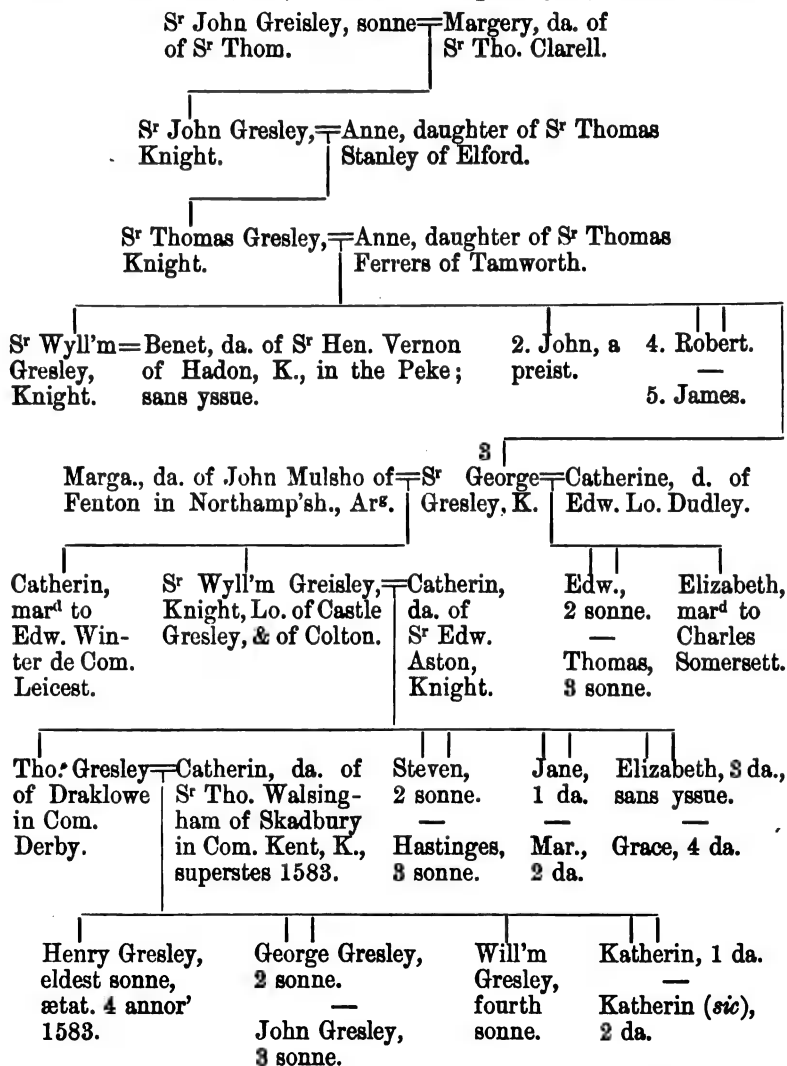 Sʳ John Greisley, sonne Margery, da. of
of Sʳ Thom. Sʳ Tho. Clarell.
Sʳ John Gresley, Anne, daughter of Sʳ Thomas
Knight. Stanley of Elford.
Sʳ Thomas Gresley, Anne, daughter of Sʳ Thomas
Knight. Ferrers of Tamworth.
Sʳ Wyll'm = Benet, da. of Sʳ Hen. Vernon
Gresley, of Hadon, K., in the Peke;
Knight. sans yssue.
2. John, a
preist.
4. Robert.
—
5. James.
3
Marga., da. of John Mulsho of Sʳ George Catherine, d. of
Fenton in Northamp'sh., Arᵍ. Gresley, K. Edw. Lo. Dudley.
Catherin,
marᵈ to
Edw. Win-
ter de Com.
Leicest.
Sʳ Wyll'm Greisley,
Knight, Lo. of Castle
Gresley, & of Colton.
Catherin,
da. of
Sʳ Edw.
Aston,
Knight.
Edw.,
2 sonne.
—
Thomas,
3 sonne.
Elizabeth,
marᵈ to
Charles
Somersett.
Tho. Gresley
of Draklowe
in Com.
Derby.
Catherin, da. of
Sʳ Tho. Walsing-
ham of Skadbury
in Com. Kent, K.,
superstes 1583.
Steven,
2 sonne.
—
Hastinges,
3 sonne.
Jane,
1 da.
—
Mar.,
2 da.
Elizabeth, 3 da.,
sans yssue.
—
Grace, 4 da.
Henry Gresley,
eldest sonne,
ætat. 4 annor'
1583.
George Gresley,
2 sonne.
—
John Gresley,
3 sonne.
Will'm
Gresley,
fourth
sonne.
Katherin, 1 da.
—
Katherin (sic),
2 da.